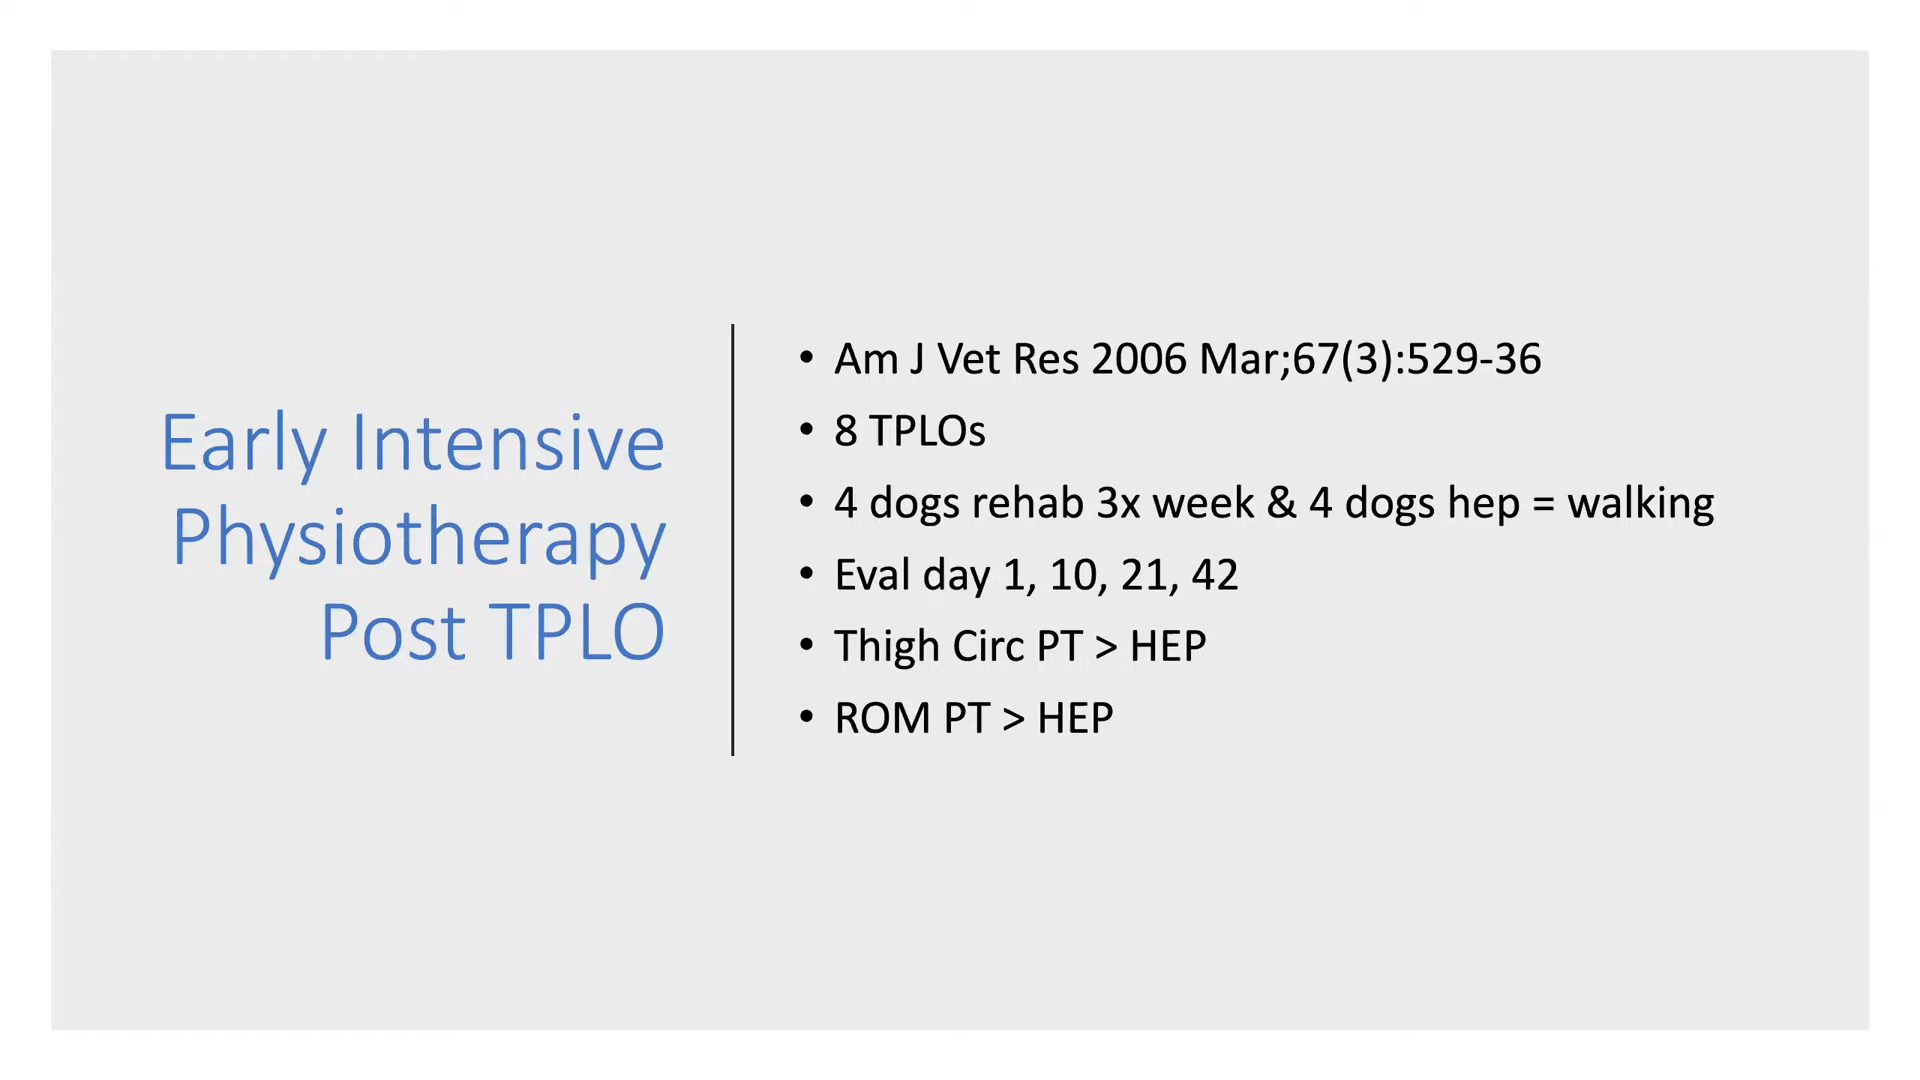 Early Intensive
Physiotherapy
Post TPLO
• Am J Vet Res 2006 Mar;67(3):529-36
• 8 TPLOs
• 4 dogs rehab 3x week & 4 dogs hep = walking
• Eval day 1, 10, 21, 42
• Thigh Circ PT > HEP
• ROM PT > HEP